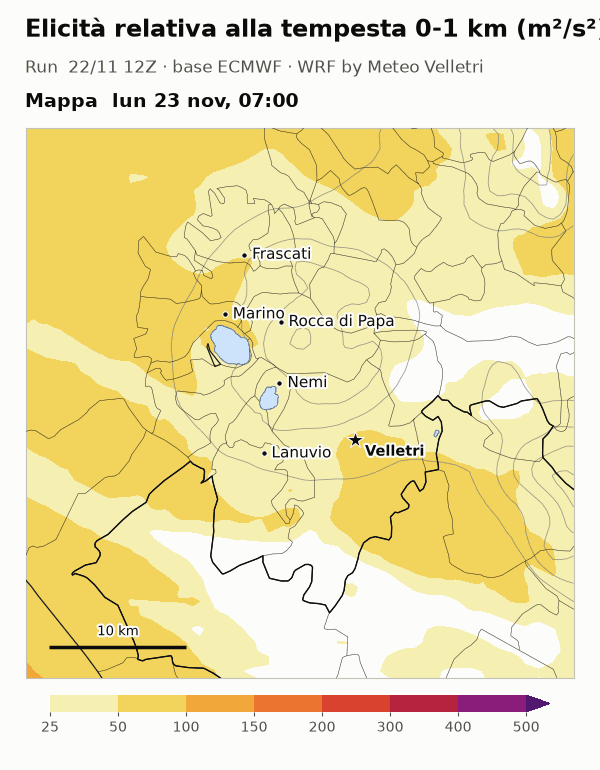 Elicità relativa alla tempesta 0-1 km (m²/s²)
Run 22/11 12Z · base ECMWF · WRF by Meteo Velletri
Mappa lun 23 nov, 07:00
Frascati
Marino
Rocca di Papa
Nemi
Velletri
Lanuvio
10 km
25 50 100 150 200 300 400 500